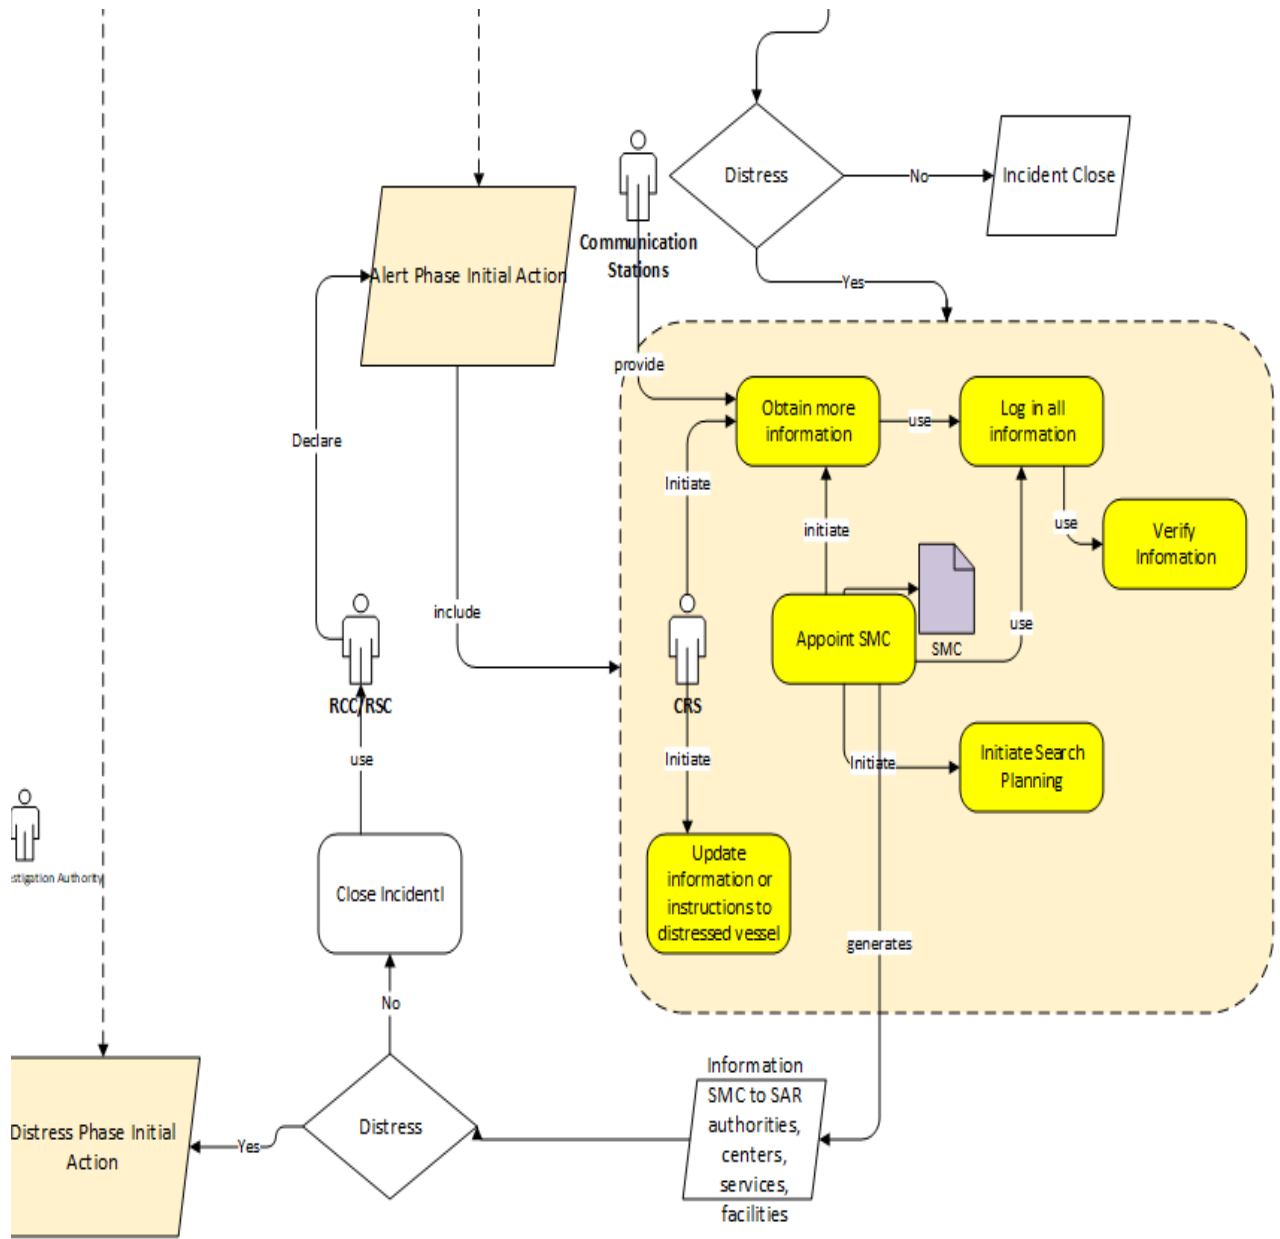 Distress
No
Incident Close
Communication
Stations
Alert Phase Initial Action
Yes
provide
Obtain more
information
use
Log in all
information
Declare
Initiate
initiate
use
Verify
Infomation
include
Appoint SMC
SMC
use
RCC/RSC
CRS
use
Initiate
Initiate
Initiate Search
Planning
stigation Authority
Close Incidentl
Update
information or
instructions to
distressed vessel
generates
No
Information
SMC to SAR
authorities,
centers,
services,
facilities
Distress
Yes
Distress Phase Initial
Action